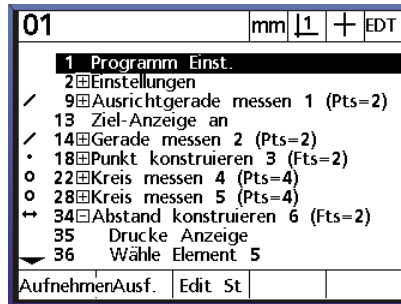 01 mm 1 EDT
1 Programm Einst.
2 Einstellungen
9 Ausrichtgerade messen 1 (Pts=2)
13 Ziel-Anzeige an
14 Gerade messen 2 (Pts=2)
18 Punkt konstruieren 3 (Fts=2)
22 Kreis messen 4 (Pts=4)
28 Kreis messen 5 (Pts=4)
34 Abstand konstruieren 6 (Fts=2)
35 Drucke Anzeige
36 Wähle Element 5
Aufnehmen Ausf. Edit St